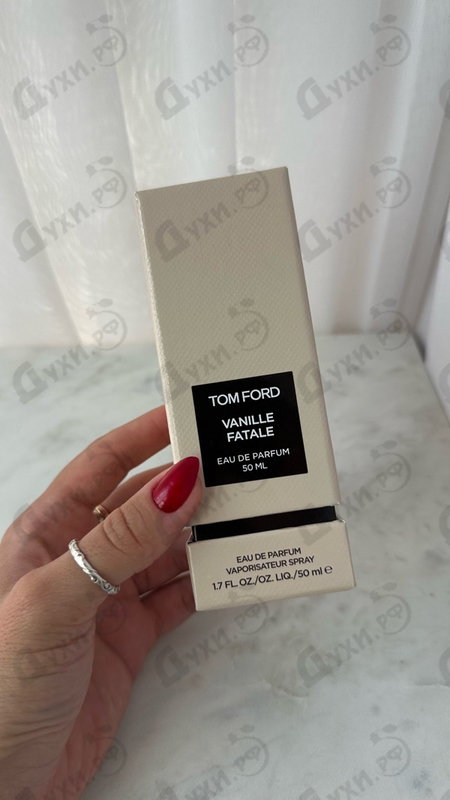 TOM FORD
VANILLE
FATALE
EAU DE PARFUM
50 ML
EAU DE PARFUM
VAPORISATEUR SPRAY
1.7 FL. OZ./OZ. LIQ./50 ml ℮
Духи.рф